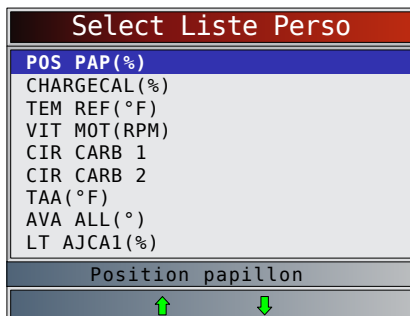 Select Liste Perso
POS PAP(%)
CHARGECAL(%)
TEM REF(°F)
VIT MOT(RPM)
CIR CARB 1
CIR CARB 2
TAA(°F)
AVA ALL(°)
LT AJCA1(%)
Position papillon